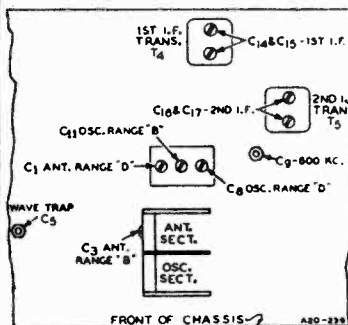 1ST I.F.
TRANS.
T4
C14 & C15 - 1ST I.F.
C16 & C17 - 2ND I.F.
2ND I.
TRAN
T5
C11 OSC. RANGE "B"
C9 - 600 KC.
C1 ANT. RANGE "D"
C8 OSC. RANGE "D"
WAVE TRAP
C5
C3 ANT.
RANGE "B"
ANT.
SECT.
OSC.
SECT.
FRONT OF CHASSIS
A20-239